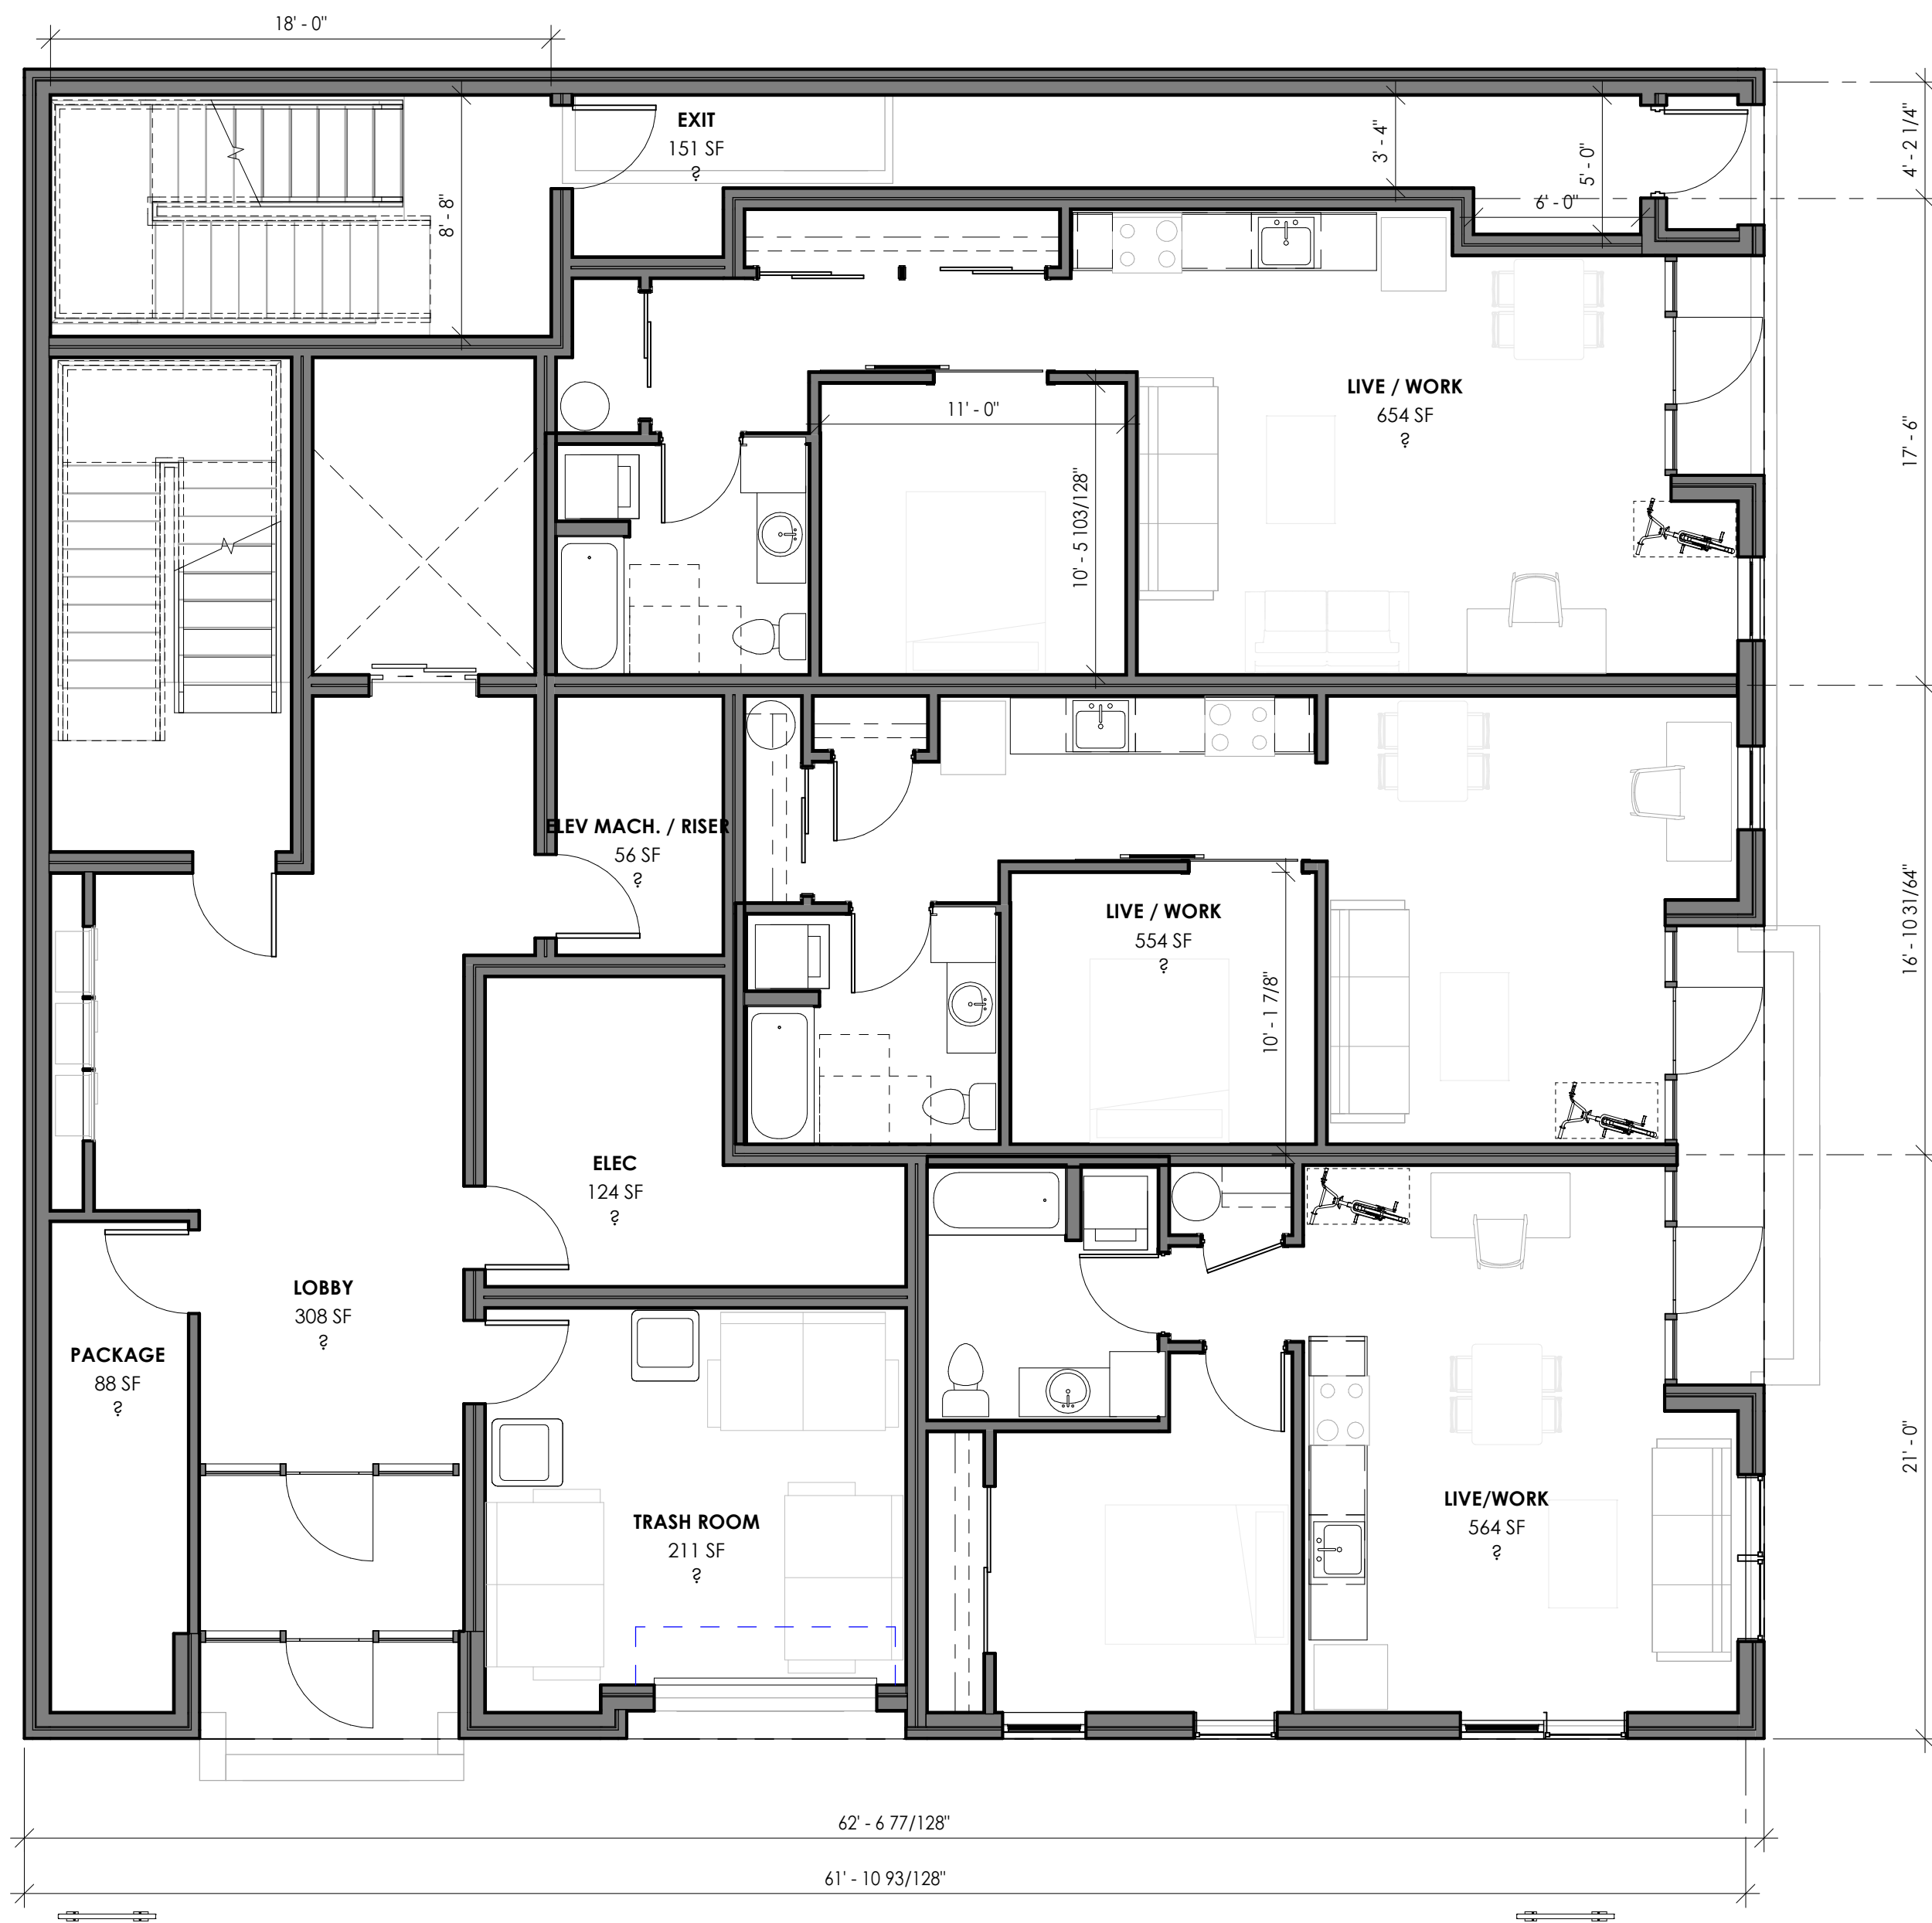 18' - 0"
EXIT
151 SF
?
8' - 8"
3' - 4"
5' - 0"
6' - 0"
4' - 2 1/4"
LIVE / WORK
654 SF
?
11' - 0"
10' - 5 103/128"
17' - 6"
ELEV MACH. / RISER
56 SF
?
LIVE / WORK
554 SF
?
10' - 1 7/8"
16' - 10 31/64"
ELEC
124 SF
?
LOBBY
308 SF
?
PACKAGE
88 SF
?
TRASH ROOM
211 SF
?
LIVE/WORK
564 SF
?
21' - 0"
62' - 6 77/128"
61' - 10 93/128"